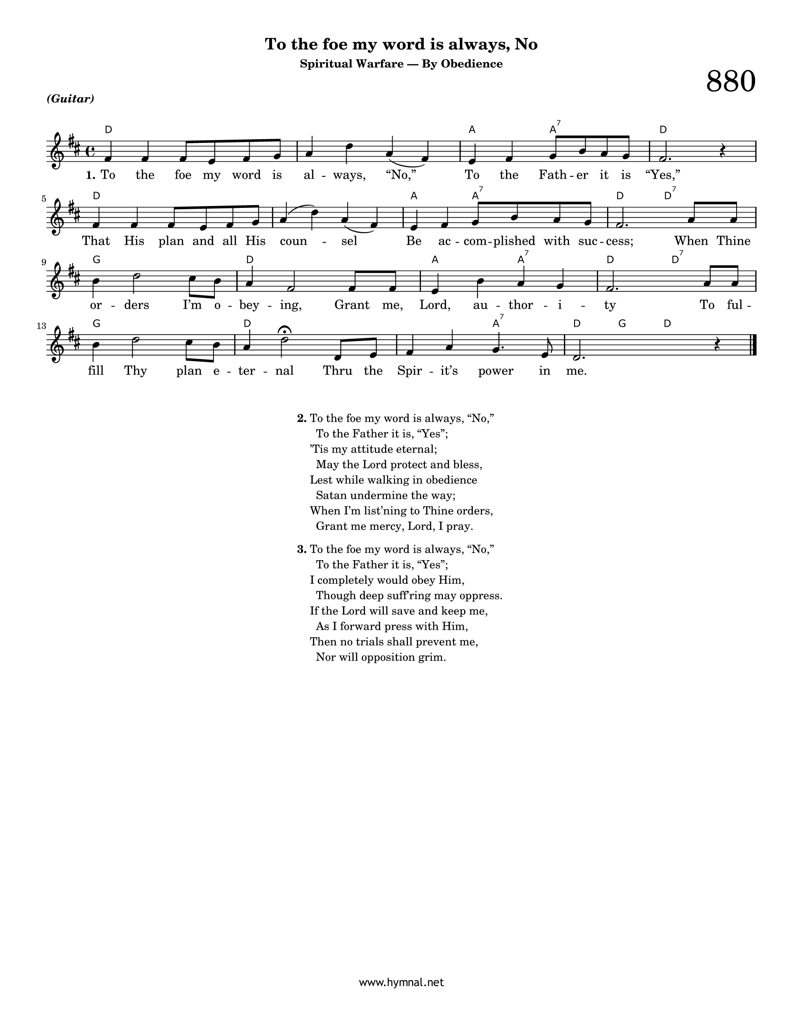 To the foe my word is always, No
Spiritual Warfare — By Obedience
880
(Guitar)
D A A7 D
1. To the foe my word is al - ways, “No,” To the Fath - er it is “Yes,”
5 D A A7 D D7
That His plan and all His coun - sel Be ac - com - plished with suc - cess; When Thine
9 G D A A7 D D7
or - ders I’m o - bey - ing, Grant me, Lord, au - thor - i - ty To ful -
13 G D A7 D G D
fill Thy plan e - ter - nal Thru the Spir - it’s power in me.
2. To the foe my word is always, “No,”
To the Father it is, “Yes”;
’Tis my attitude eternal;
May the Lord protect and bless,
Lest while walking in obedience
Satan undermine the way;
When I’m list’ning to Thine orders,
Grant me mercy, Lord, I pray.
3. To the foe my word is always, “No,”
To the Father it is, “Yes”;
I completely would obey Him,
Though deep suff’ring may oppress.
If the Lord will save and keep me,
As I forward press with Him,
Then no trials shall prevent me,
Nor will opposition grim.
www.hymnal.net